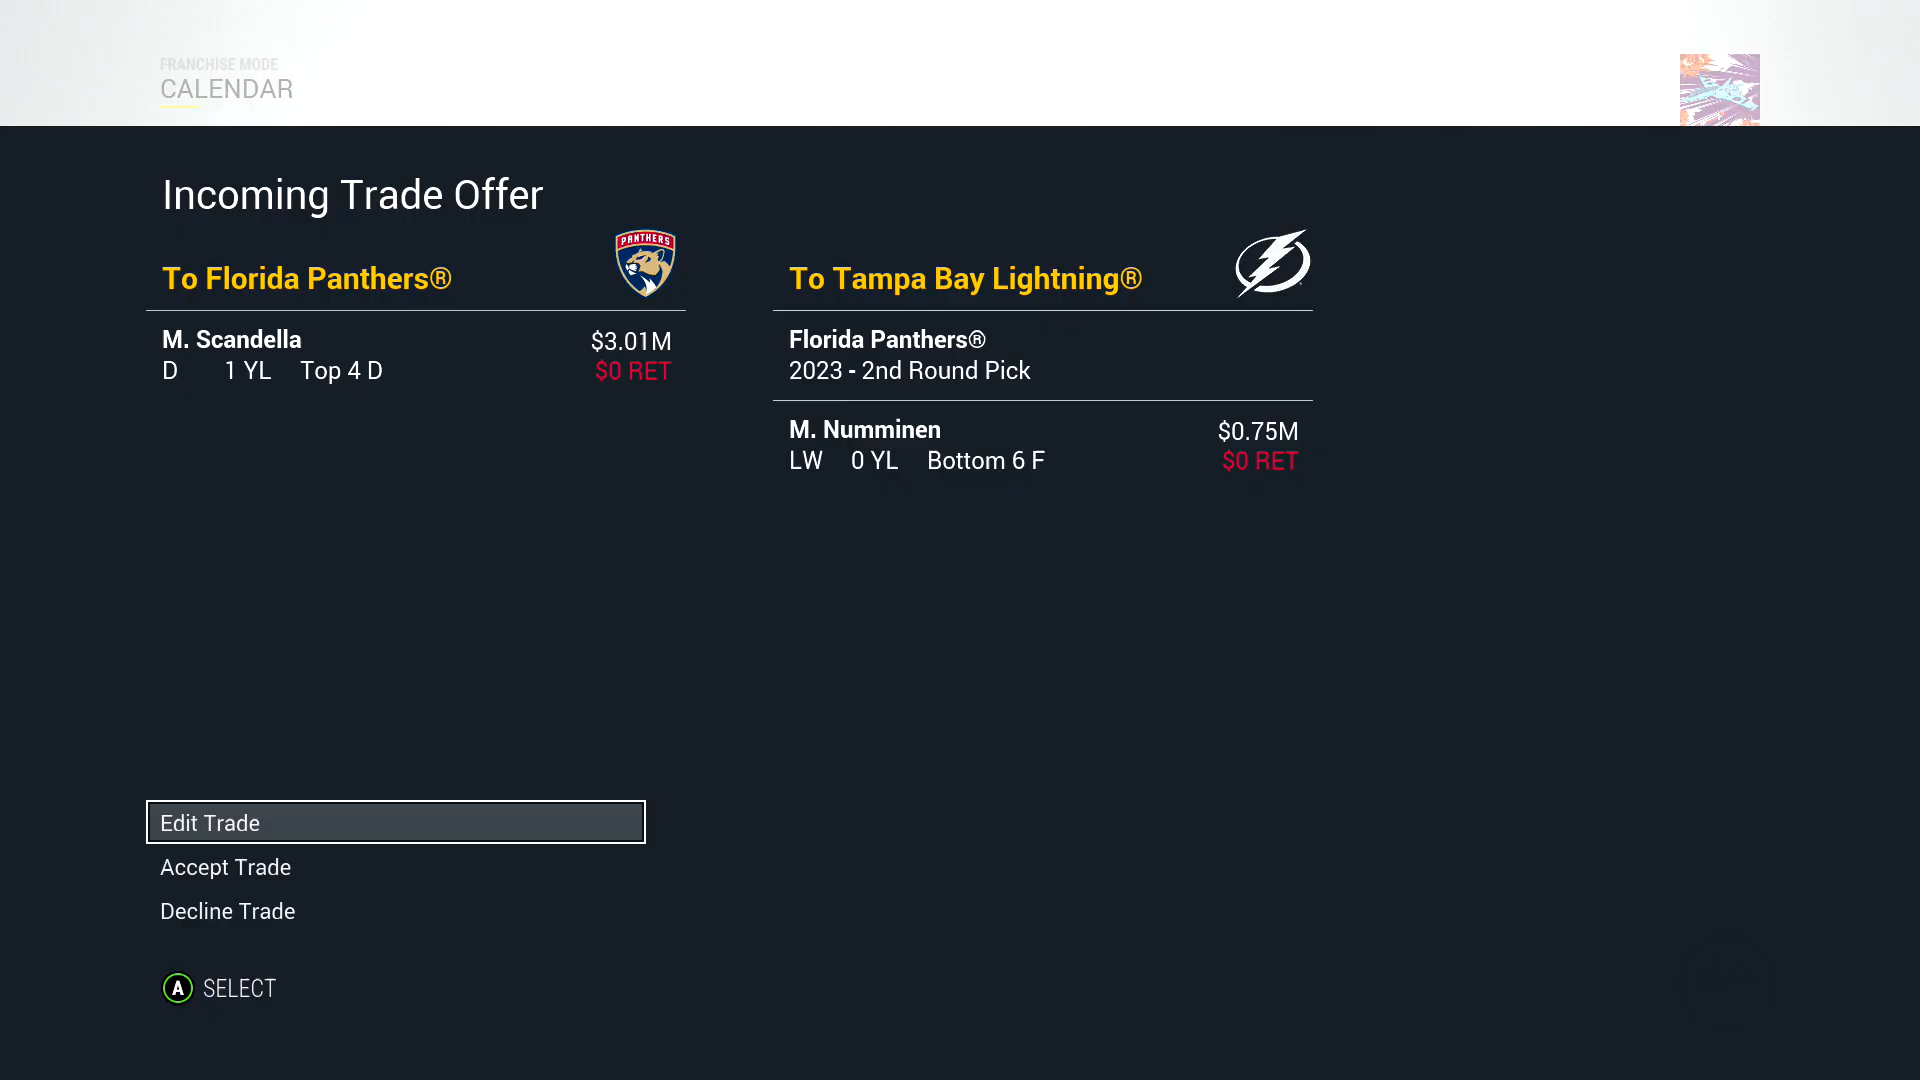 FRANCHISE MODE
CALENDAR
Incoming Trade Offer
To Florida Panthers®
PANTHERS
To Tampa Bay Lightning®
M. Scandella $3.01M
D 1 YL Top 4 D $0 RET
Florida Panthers®
2023 - 2nd Round Pick
M. Numminen $0.75M
LW 0 YL Bottom 6 F $0 RET
Edit Trade
Accept Trade
Decline Trade
A SELECT